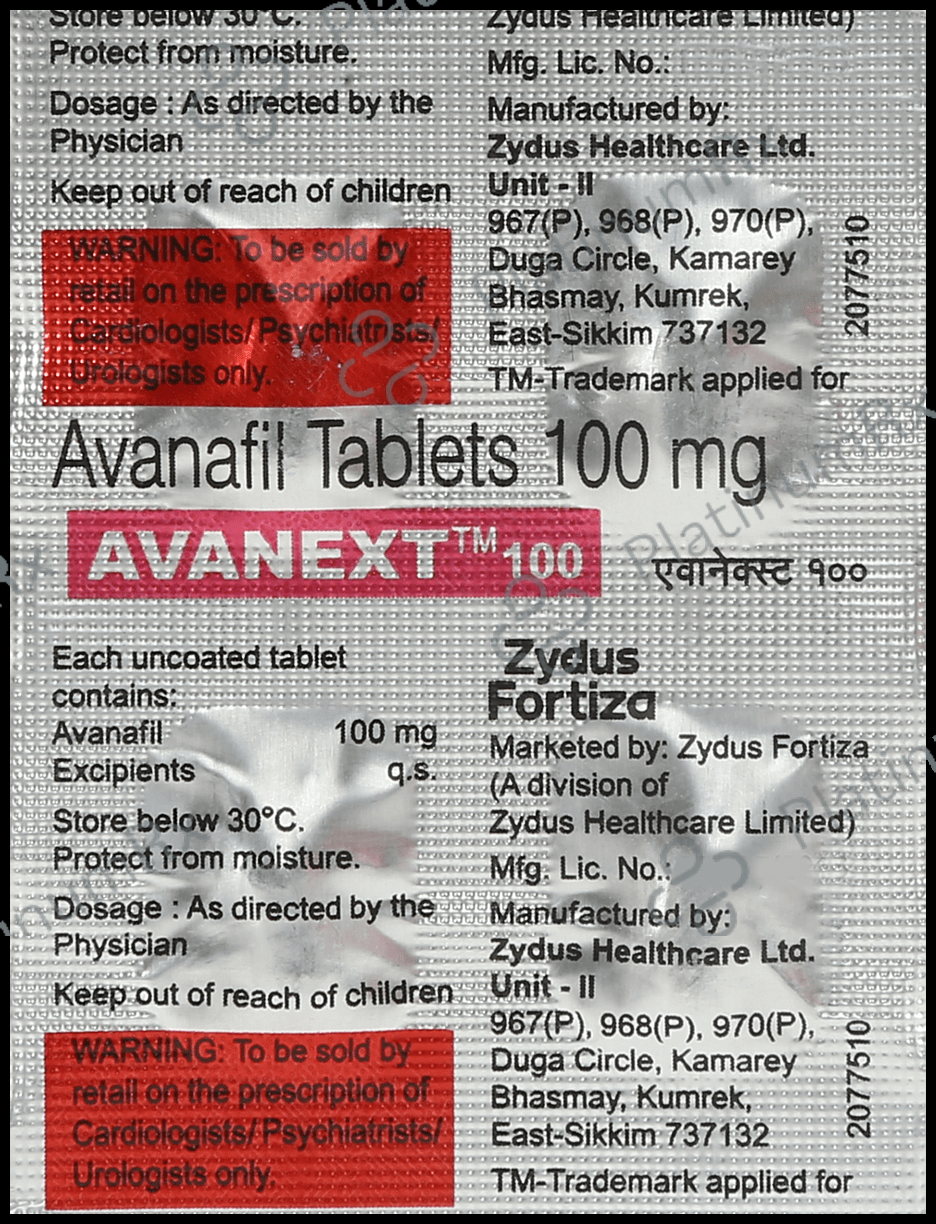 Store below 30°C.
Protect from moisture.
Dosage : As directed by the
Physician
Keep out of reach of children
WARNING: To be sold by
retail on the prescription of
Cardiologists/Psychiatrists/
Urologists only.
Zydus Healthcare Limited)
Mfg. Lic. No.:
Manufactured by:
Zydus Healthcare Ltd.
Unit - II
967(P), 968(P), 970(P),
Duga Circle, Kamarey
Bhasmay, Kumrek,
East-Sikkim 737132
TM-Trademark applied for
2077510
Avanafil Tablets 100 mg
AVANEXT™ 100
एवानेक्स्ट १००
Each uncoated tablet
contains:
Avanafil 100 mg
Excipients q.s.
Store below 30°C.
Protect from moisture.
Dosage : As directed by the
Physician
Keep out of reach of children
WARNING: To be sold by
retail on the prescription of
Cardiologists/Psychiatrists/
Urologists only.
Zydus
Fortiza
Marketed by: Zydus Fortiza
(A division of
Zydus Healthcare Limited)
Mfg. Lic. No.:
Manufactured by:
Zydus Healthcare Ltd.
Unit - II
967(P), 968(P), 970(P),
Duga Circle, Kamarey
Bhasmay, Kumrek,
East-Sikkim 737132
TM-Trademark applied for
2077510
PlatinumRx